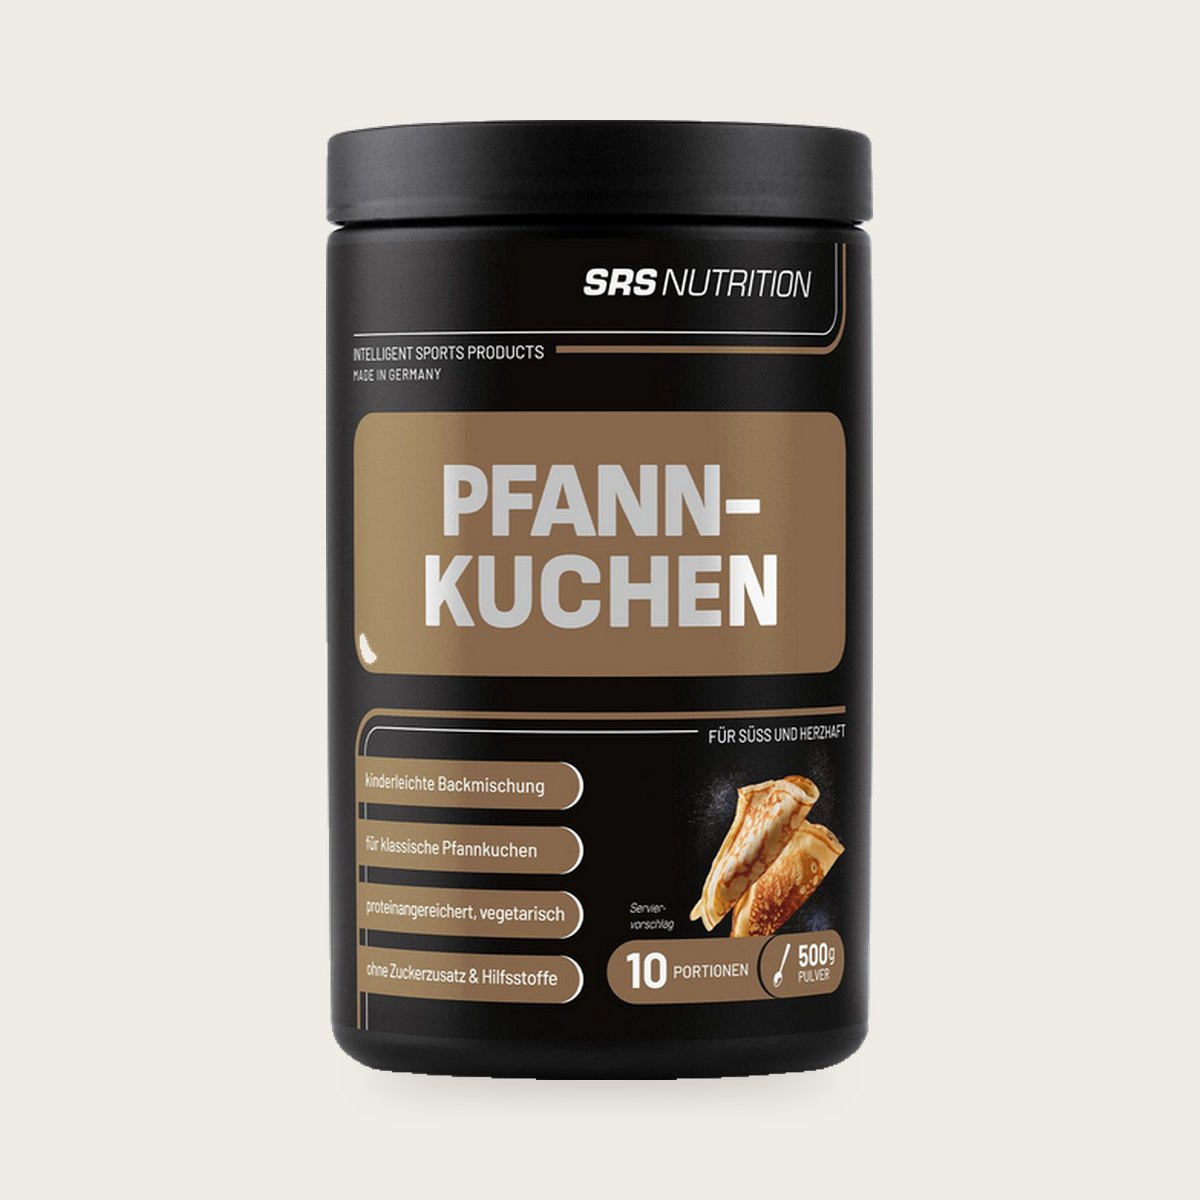 SRS NUTRITION
INTELLIGENT SPORTS PRODUCTS
MADE IN GERMANY
PFANN-
KUCHEN
FÜR SÜSS UND HERZHAFT
kinderleichte Backmischung
für klassische Pfannkuchen
proteinangereichert, vegetarisch
ohne Zuckerzusatz & Hilfsstoffe
Servier-
vorschlag
10 PORTIONEN
500g
PULVER